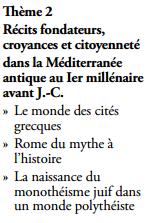 Thème 2
Récits fondateurs,
croyances et citoyenneté
dans la Méditerranée
antique au Ier millénaire
avant J.-C.
» Le monde des cités
grecques
» Rome du mythe à
l’histoire
» La naissance du
monothéisme juif dans
un monde polythéiste